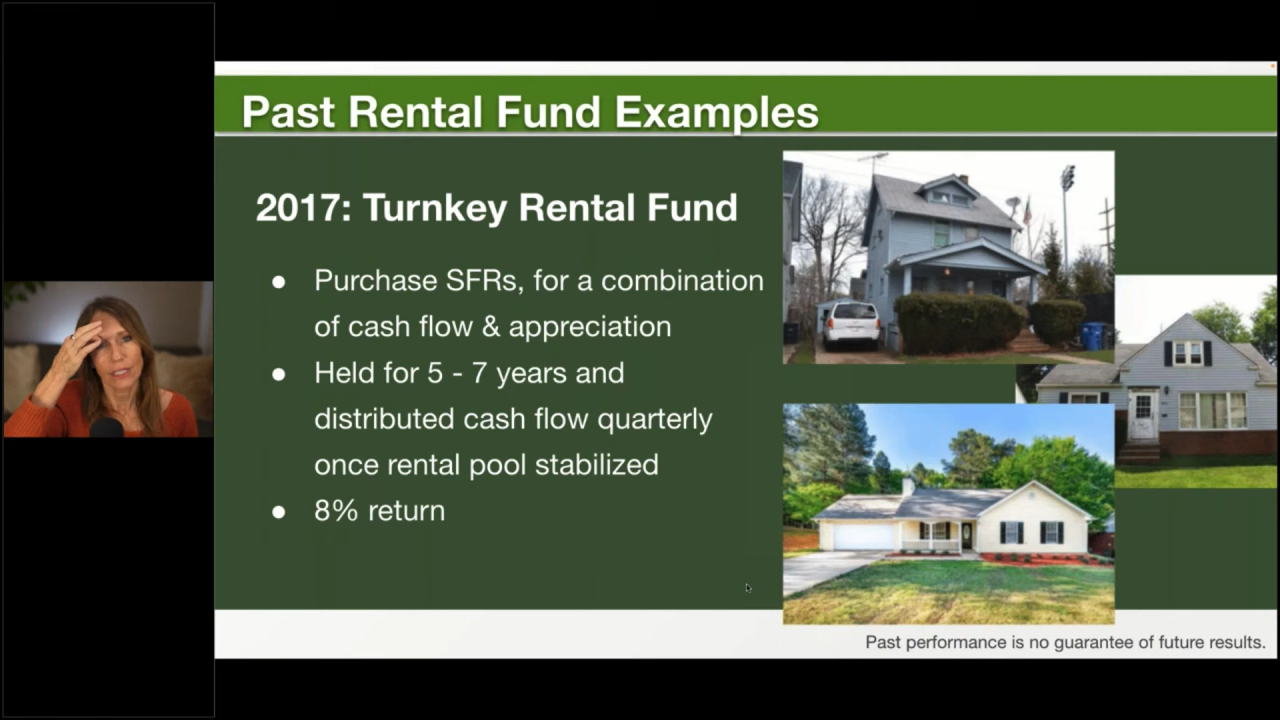 Past Rental Fund Examples
2017: Turnkey Rental Fund
● Purchase SFRs, for a combination
of cash flow & appreciation
● Held for 5 - 7 years and
distributed cash flow quarterly
once rental pool stabilized
● 8% return
Past performance is no guarantee of future results.